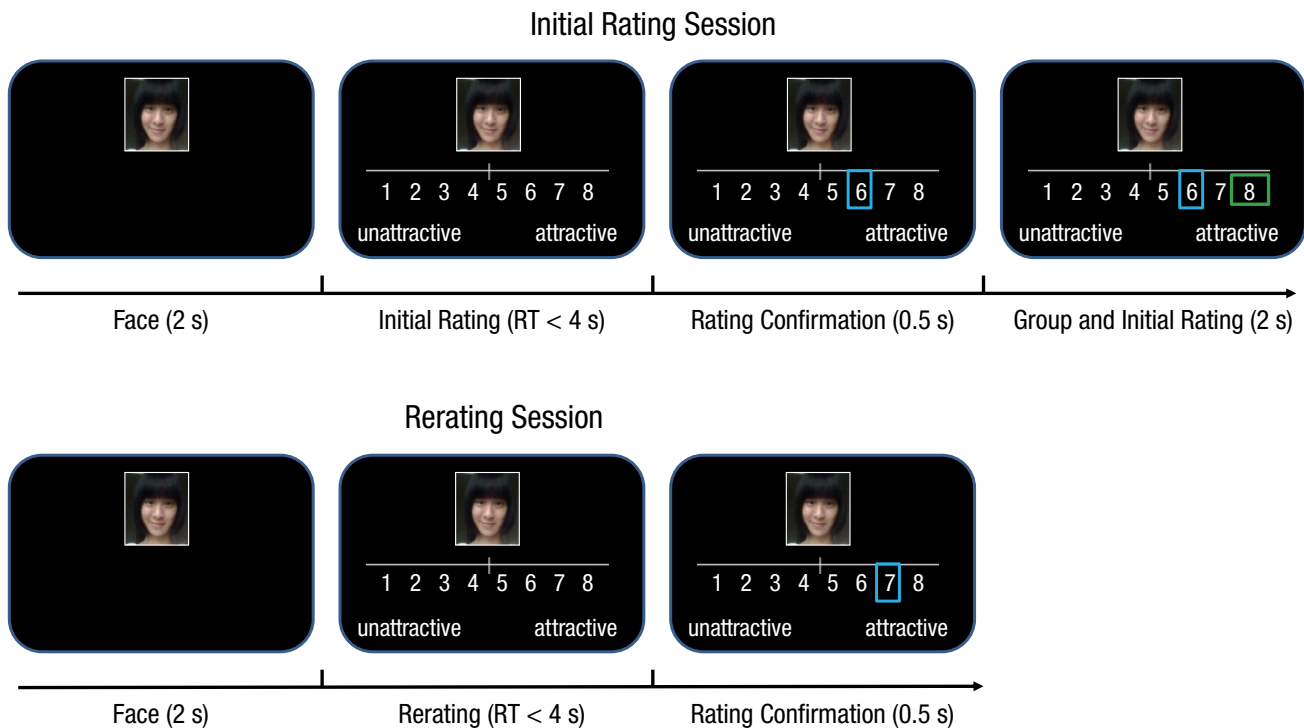 Initial Rating Session
1 2 3 4 5 6 7 8
unattractive attractive
1 2 3 4 5 6 7 8
unattractive attractive
1 2 3 4 5 6 7 8
unattractive attractive
Face (2 s)
Initial Rating (RT < 4 s)
Rating Confirmation (0.5 s)
Group and Initial Rating (2 s)
Rerating Session
1 2 3 4 5 6 7 8
unattractive attractive
1 2 3 4 5 6 7 8
unattractive attractive
Face (2 s)
Rerating (RT < 4 s)
Rating Confirmation (0.5 s)